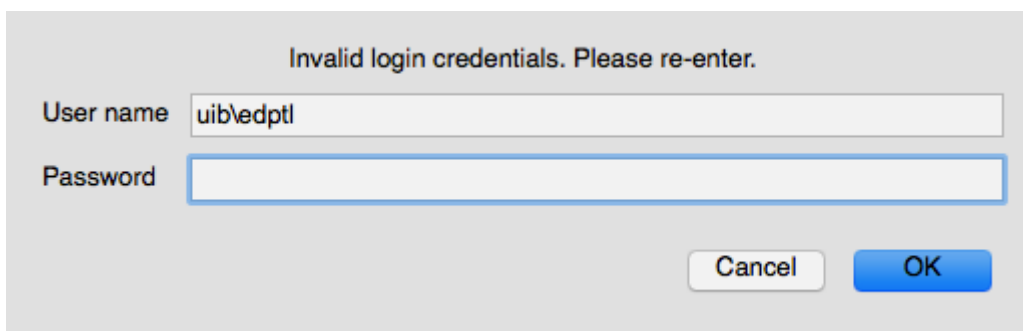 Invalid login credentials. Please re-enter.
User name uib\edptl
Password
Cancel OK